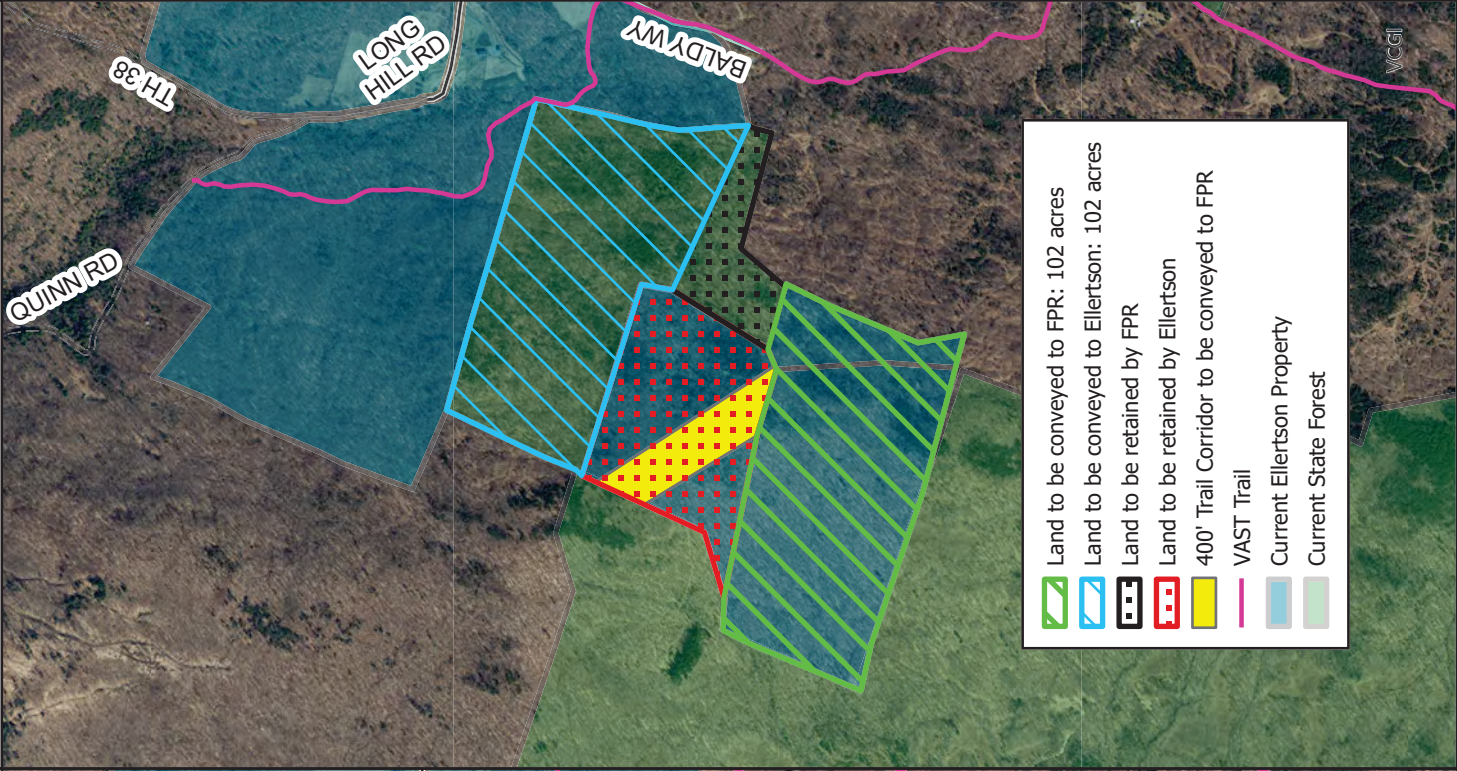 QUINN RD
TH-38
LONG
HILL RD
BALDY WY
VCGI
Land to be conveyed to FPR: 102 acres
Land to be conveyed to Ellertson: 102 acres
Land to be retained by FPR
Land to be retained by Ellertson
400' Trail Corridor to be conveyed to FPR
VAST Trail
Current Ellertson Property
Current State Forest